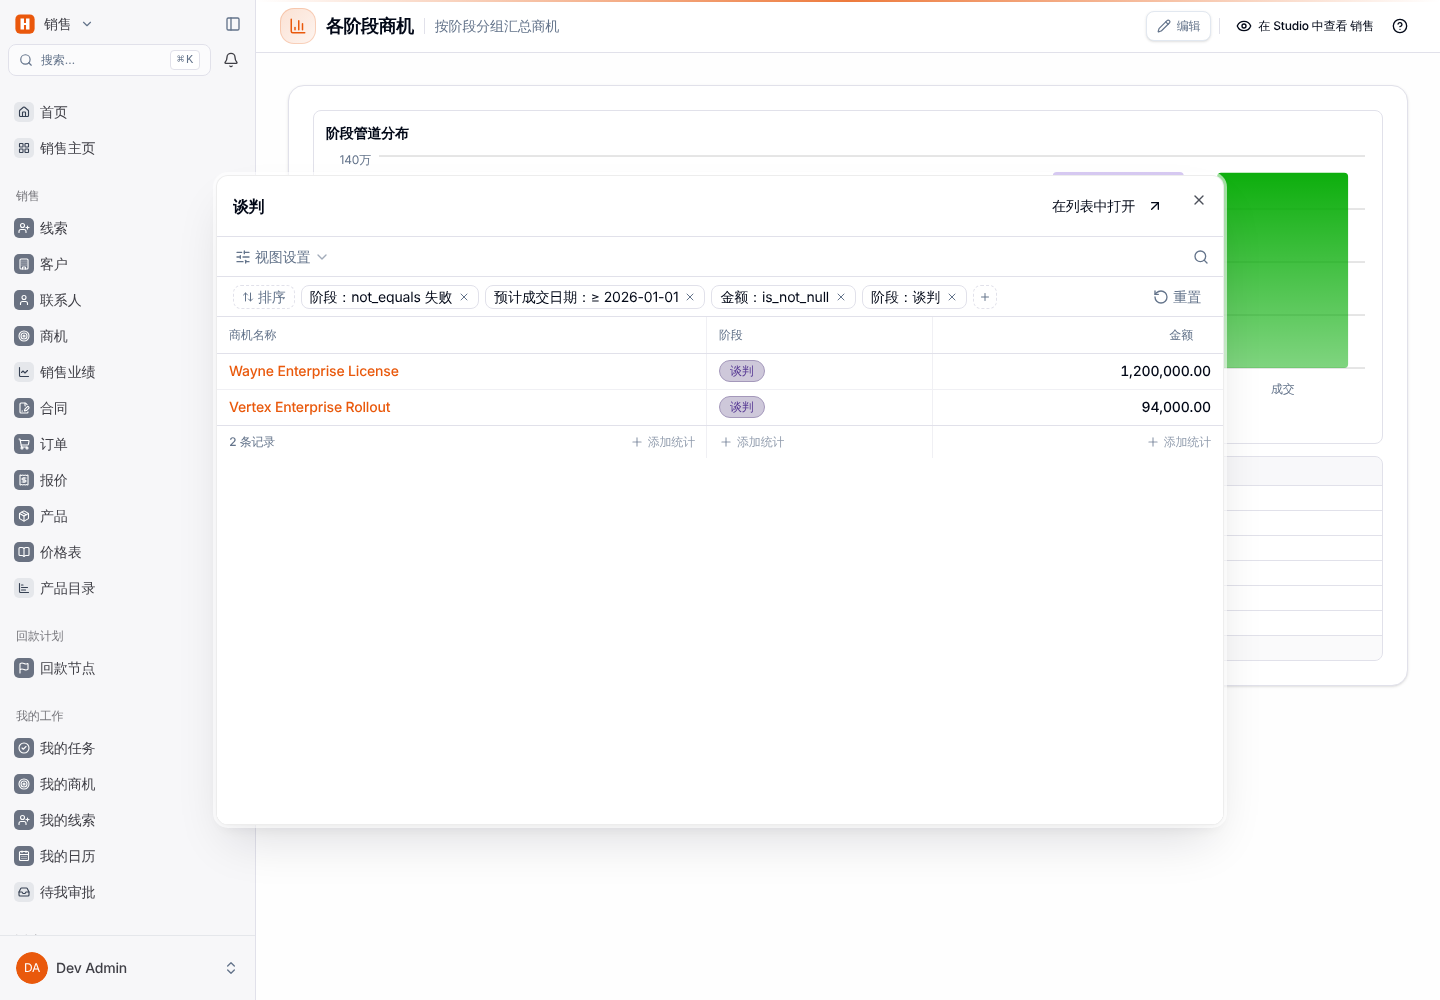 销售
搜索...
⌘K
首页
销售主页
销售
线索
客户
联系人
商机
销售业绩
合同
订单
报价
产品
价格表
产品目录
回款计划
回款节点
我的工作
我的任务
我的商机
我的线索
我的日历
待我审批
DA
Dev Admin
各阶段商机
按阶段分组汇总商机
编辑
在 Studio 中查看 销售
阶段管道分布
140万
成交
谈判
在列表中打开
视图设置
排序
阶段：not_equals 失败
预计成交日期：≥ 2026-01-01
金额：is_not_null
阶段：谈判
重置
商机名称 阶段 金额
Wayne Enterprise License 谈判 1,200,000.00
Vertex Enterprise Rollout 谈判 94,000.00
2 条记录 添加统计 添加统计 添加统计